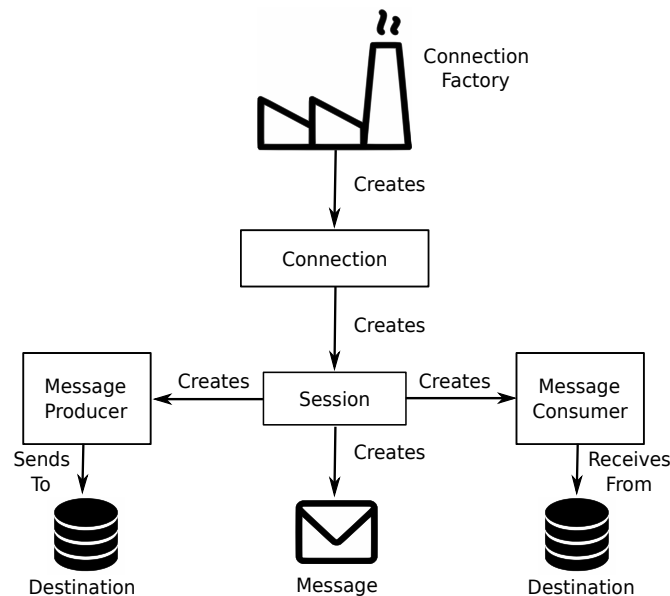 Connection
Factory
Creates
Connection
Creates
Message
Producer
Creates
Session
Creates
Message
Consumer
Sends
To
Creates
Receives
From
Destination
Message
Destination